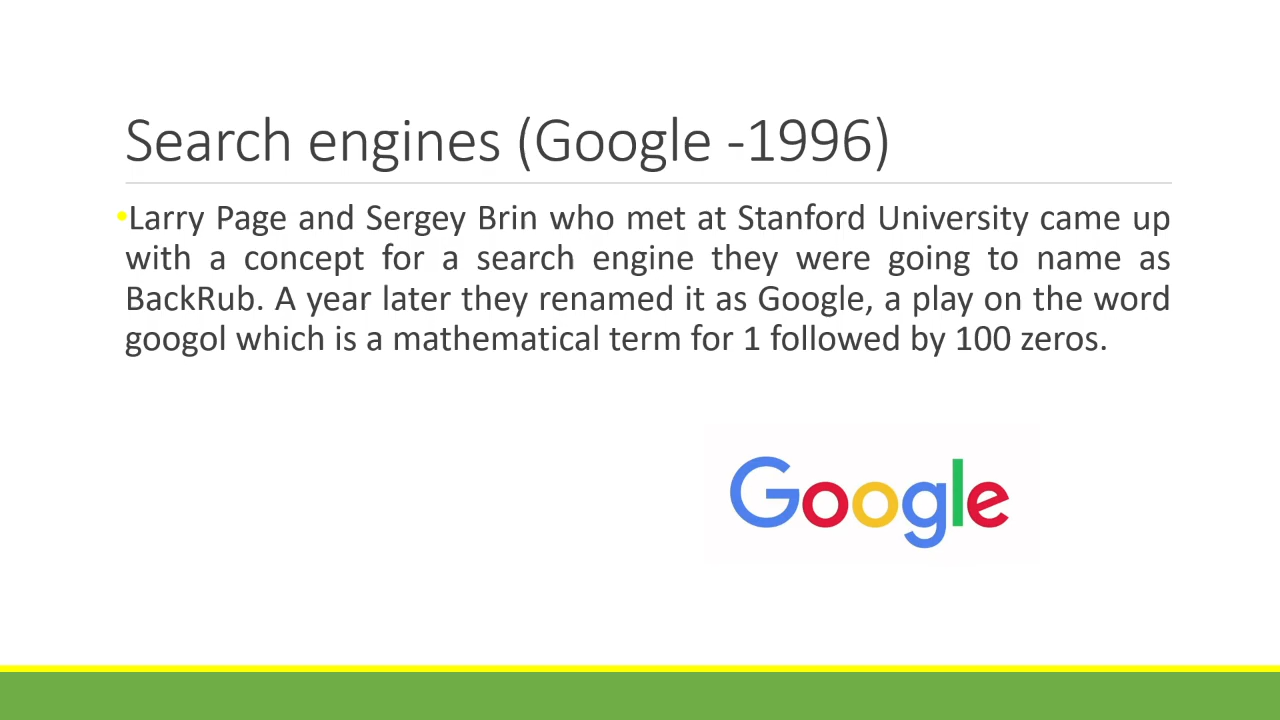 Search engines (Google -1996)
•Larry Page and Sergey Brin who met at Stanford University came up
with a concept for a search engine they were going to name as
BackRub. A year later they renamed it as Google, a play on the word
googol which is a mathematical term for 1 followed by 100 zeros.
Google